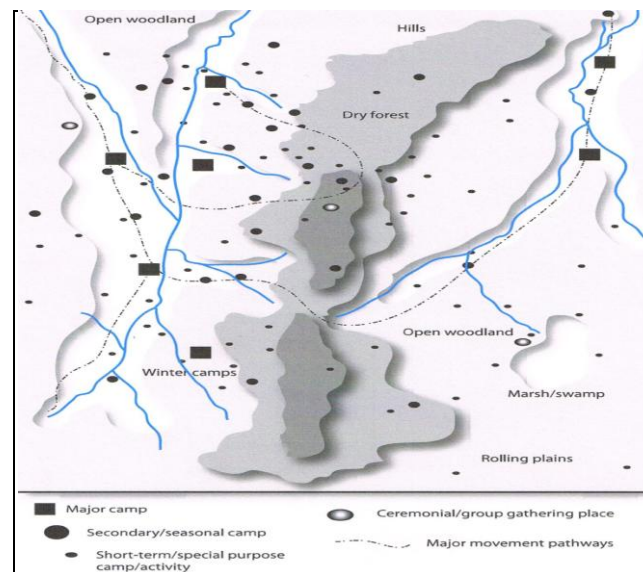 Open woodland
Hills
Dry forest
Open woodland
Winter camps
Marsh/swamp
Rolling plains
Major camp
Secondary/seasonal camp
Short-term/special purpose
camp/activity
Ceremonial/group gathering place
Major movement pathways